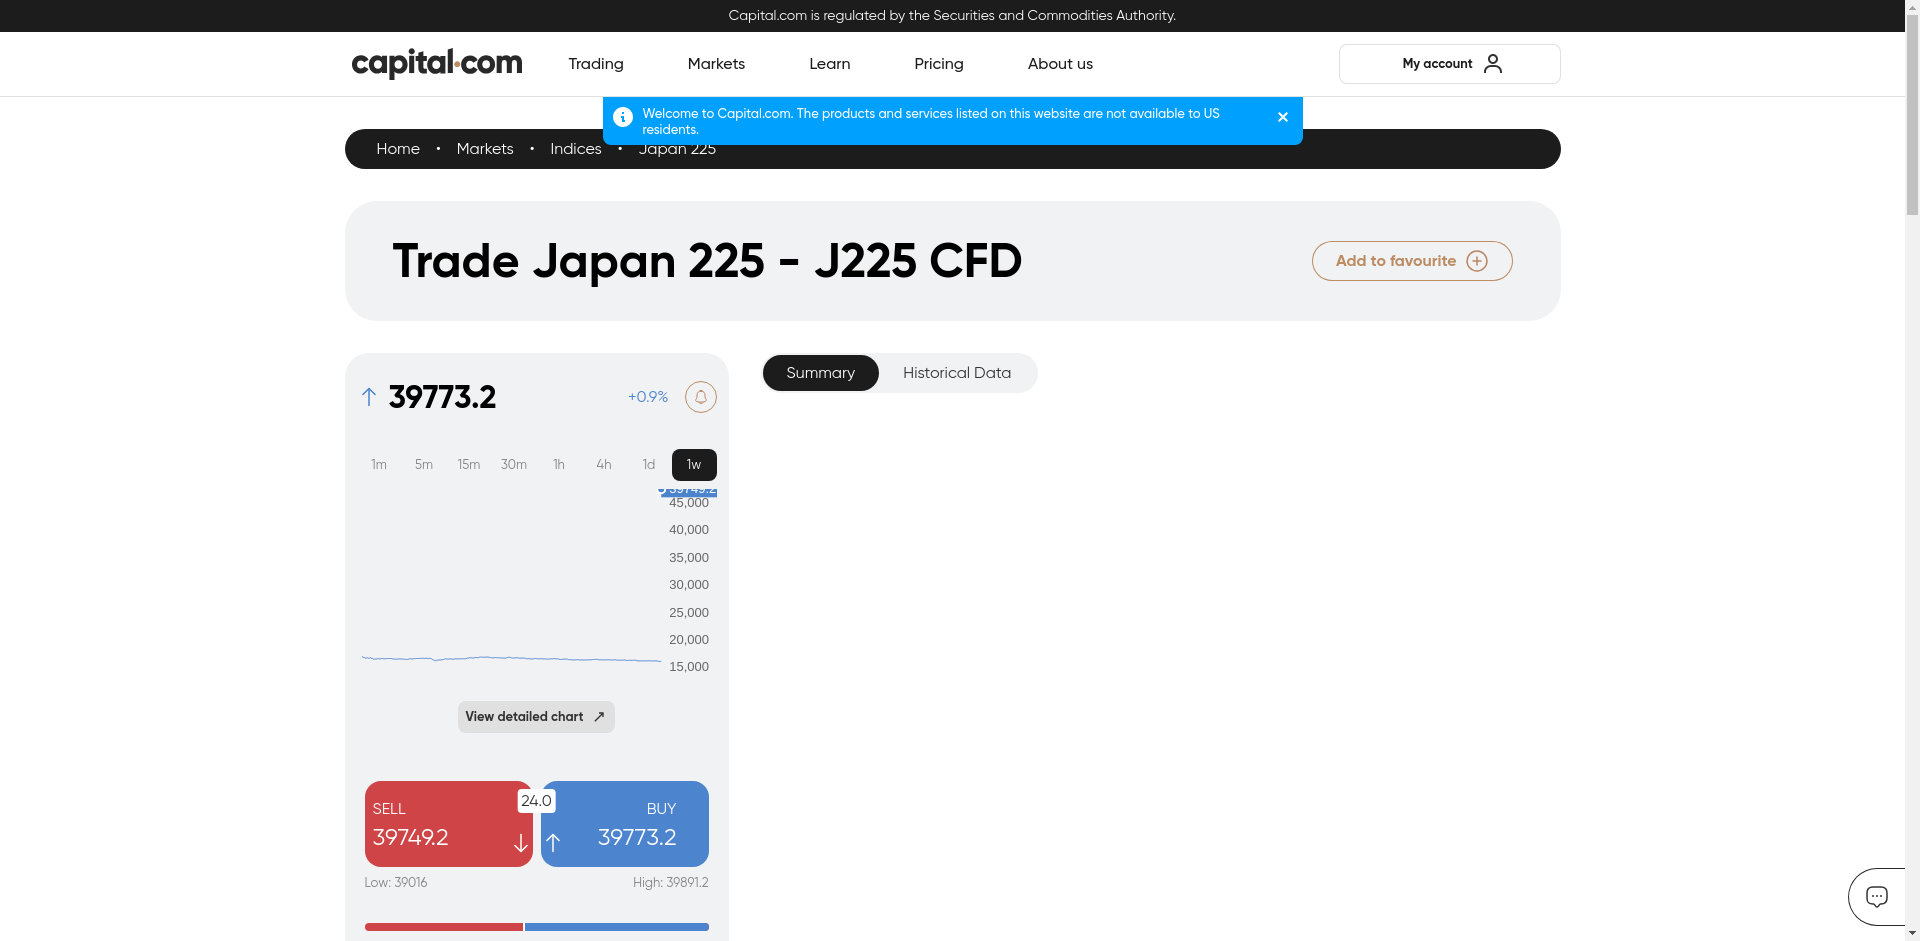 Capital.com is regulated by the Securities and Commodities Authority.
capital.com
Trading
Markets
Learn
Pricing
About us
My account
Welcome to Capital.com. The products and services listed on this website are not available to US
residents.
Home • Markets • Indices • Japan 225
Trade Japan 225 - J225 CFD
Add to favourite
39773.2
+0.9%
Summary
Historical Data
1m 5m 15m 30m 1h 4h 1d 1w
39749.2
45,000
40,000
35,000
30,000
25,000
20,000
15,000
View detailed chart
SELL
39749.2
24.0
BUY
39773.2
Low: 39016
High: 39891.2